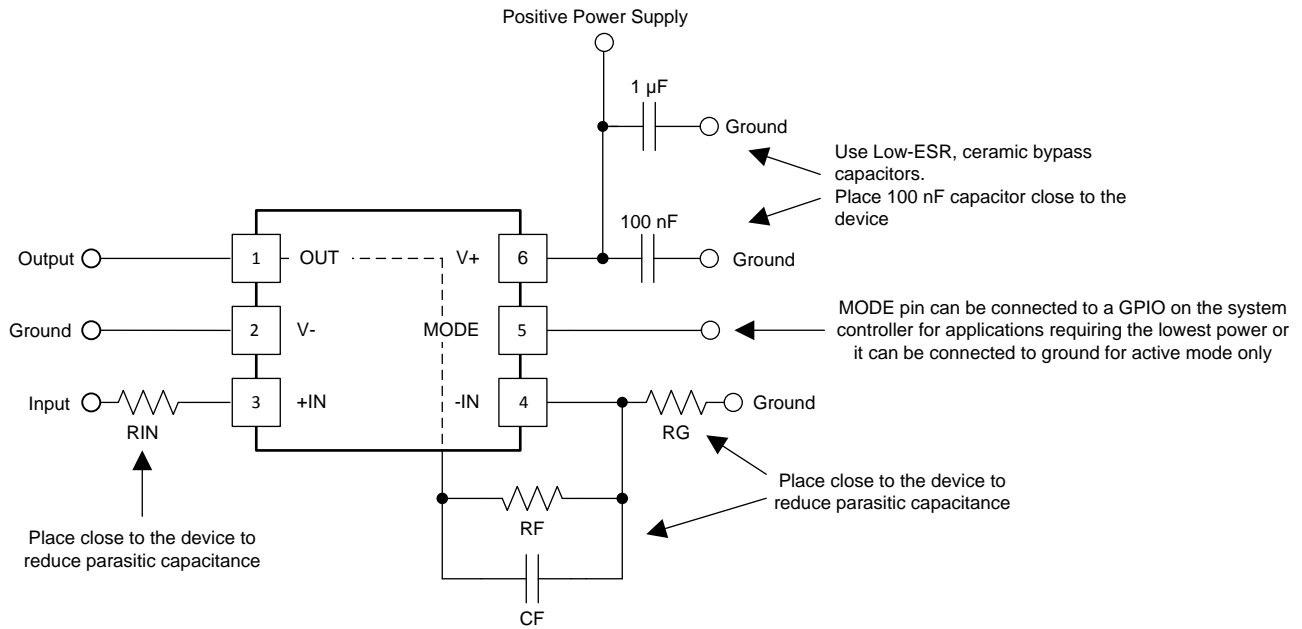 Positive Power Supply
1 µF
Ground
Use Low-ESR, ceramic bypass
capacitors.
Place 100 nF capacitor close to the
device
100 nF
Ground
Output
1
OUT
V+
6
Ground
2
V-
MODE
5
MODE pin can be connected to a GPIO on the system
controller for applications requiring the lowest power or
it can be connected to ground for active mode only
Input
RIN
3
+IN
-IN
4
RG
Ground
Place close to the device to
reduce parasitic capacitance
RF
CF
Place close to the device to
reduce parasitic capacitance